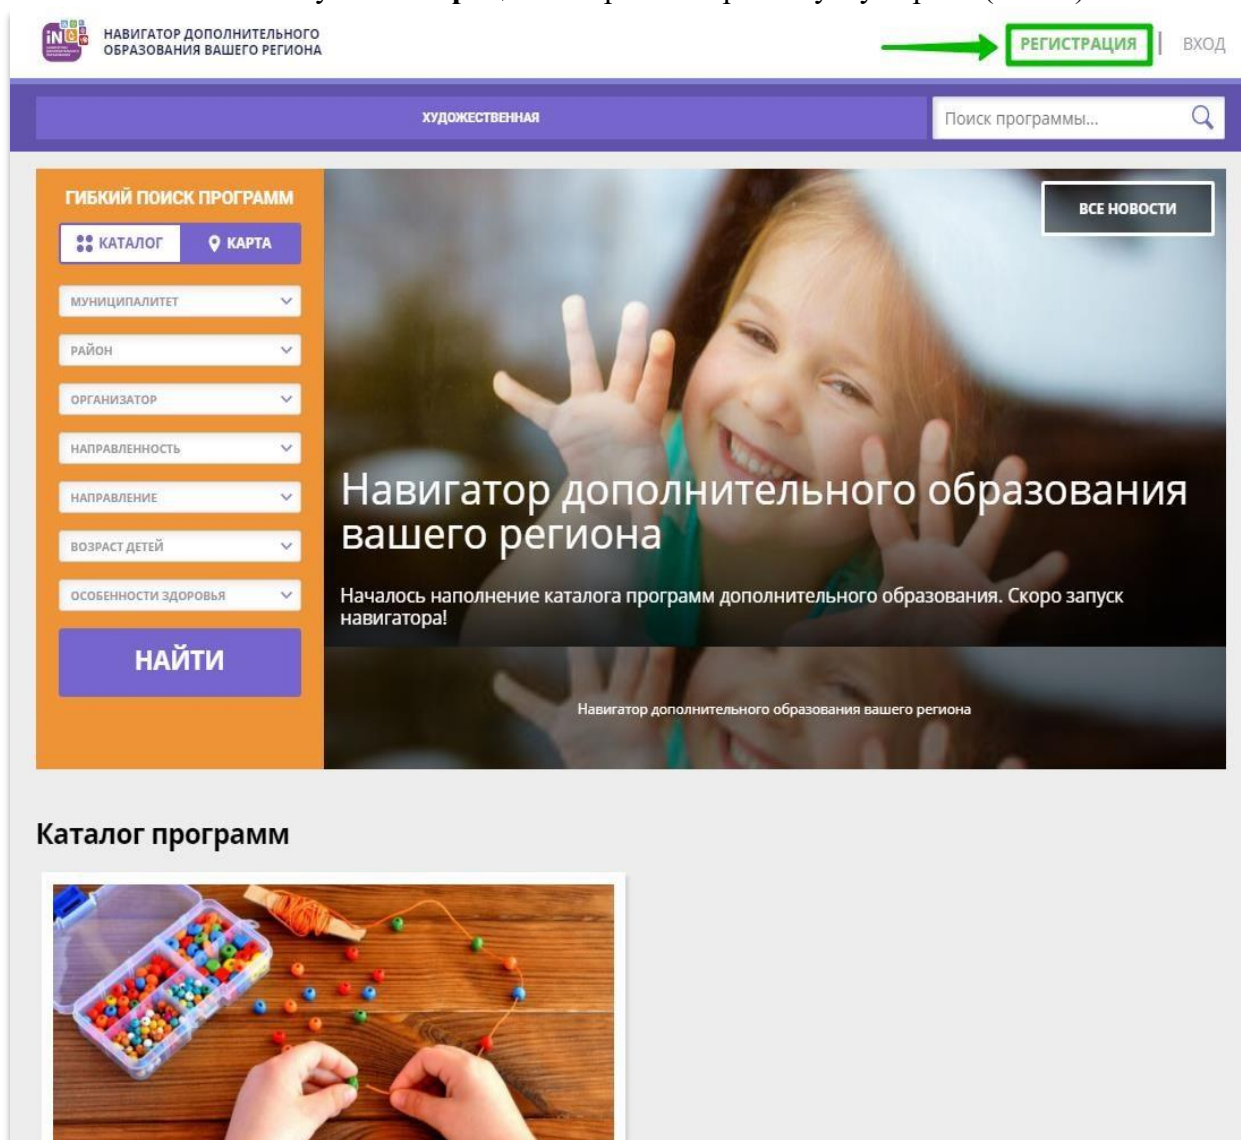 НАВИГАТОР ДОПОЛНИТЕЛЬНОГО
ОБРАЗОВАНИЯ ВАШЕГО РЕГИОНА
РЕГИСТРАЦИЯ | ВХОД
ХУДОЖЕСТВЕННАЯ
Поиск программы...
ГИБКИЙ ПОИСК ПРОГРАММ
КАТАЛОГ
КАРТА
МУНИЦИПАЛИТЕТ
РАЙОН
ОРГАНИЗАТОР
НАПРАВЛЕННОСТЬ
НАПРАВЛЕНИЕ
ВОЗРАСТ ДЕТЕЙ
ОСОБЕННОСТИ ЗДОРОВЬЯ
НАЙТИ
ВСЕ НОВОСТИ
Навигатор дополнительного образования
вашего региона
Началось наполнение каталога программ дополнительного образования. Скоро запуск
навигатора!
Навигатор дополнительного образования вашего региона
Каталог программ